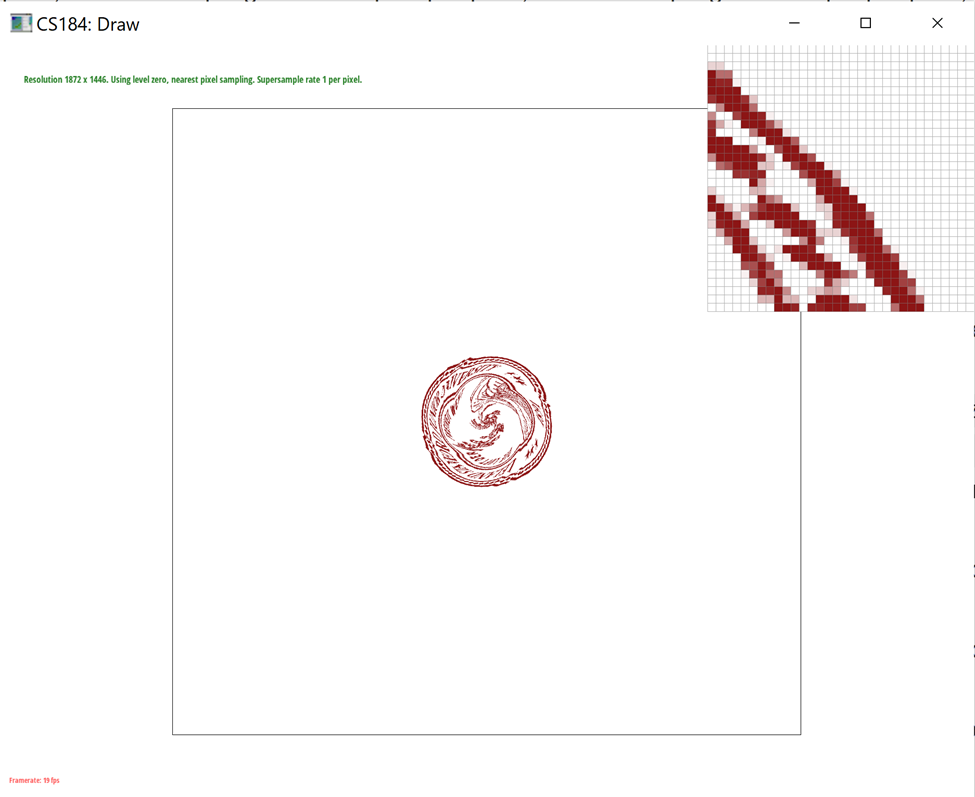 CS184: Draw
Resolution 1872 x 1446. Using level zero, nearest pixel sampling. Supersample rate 1 per pixel.
Framerate: 19 fps